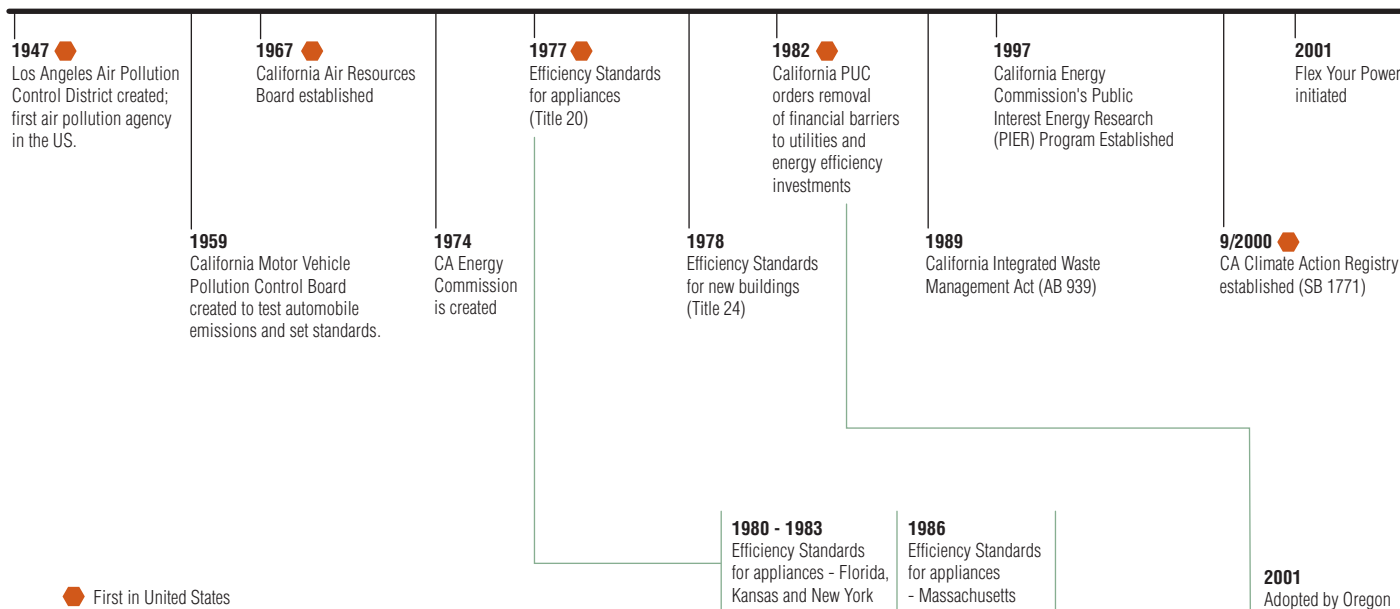 1947
Los Angeles Air Pollution
Control District created;
first air pollution agency
in the US.
1967
California Air Resources
Board established
1977
Efficiency Standards
for appliances
(Title 20)
1982
California PUC
orders removal
of financial barriers
to utilities and
energy efficiency
investments
1997
California Energy
Commission's Public
Interest Energy Research
(PIER) Program Established
2001
Flex Your Power
initiated
1959
California Motor Vehicle
Pollution Control Board
created to test automobile
emissions and set standards.
1974
CA Energy
Commission
is created
1978
Efficiency Standards
for new buildings
(Title 24)
1989
California Integrated Waste
Management Act (AB 939)
9/2000
CA Climate Action Registry
established (SB 1771)
1980 - 1983
Efficiency Standards
for appliances - Florida,
Kansas and New York
1986
Efficiency Standards
for appliances
- Massachusetts
2001
Adopted by Oregon
First in United States